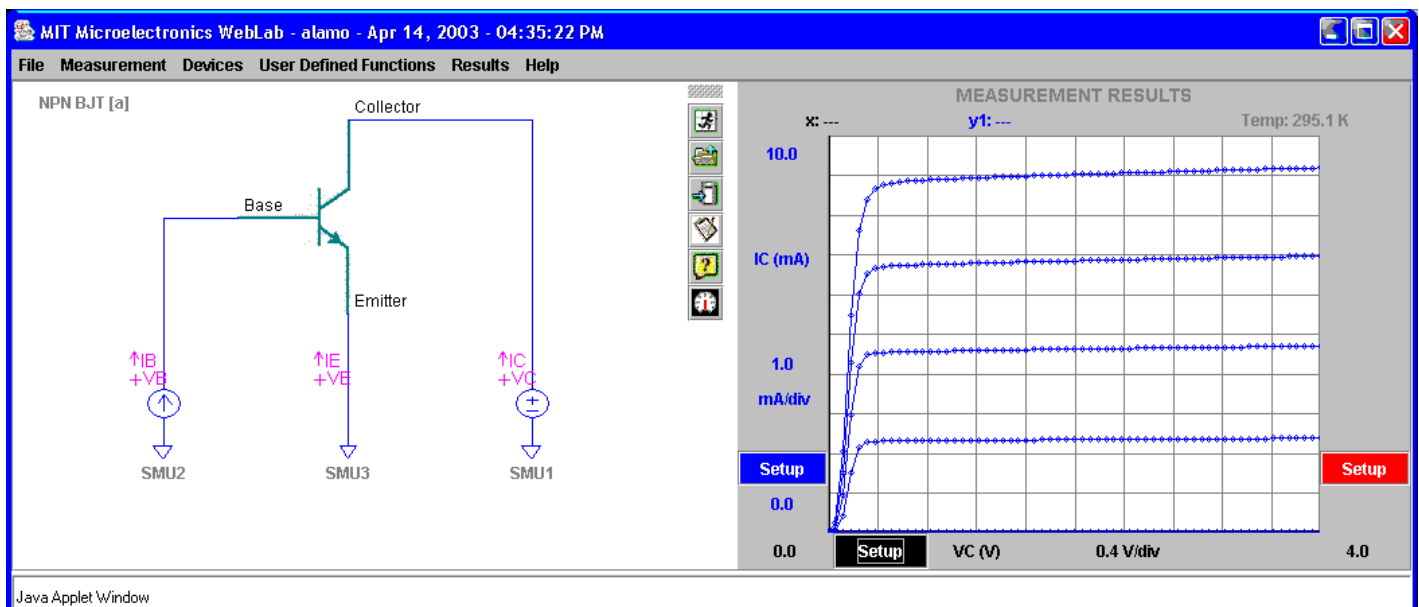 MIT Microelectronics WebLab - alamo - Apr 14, 2003 - 04:35:22 PM
File Measurement Devices User Defined Functions Results Help
NPN BJT [a]
Collector
Base
Emitter
↑IB
+VB
↑IE
+VE
↑IC
+VC
SMU2
SMU3
SMU1
MEASUREMENT RESULTS
x: --- y1: --- Temp: 295.1 K
10.0
IC (mA)
1.0
mA/div
Setup
Setup
0.0
0.0 Setup VC (V) 0.4 V/div 4.0
Java Applet Window